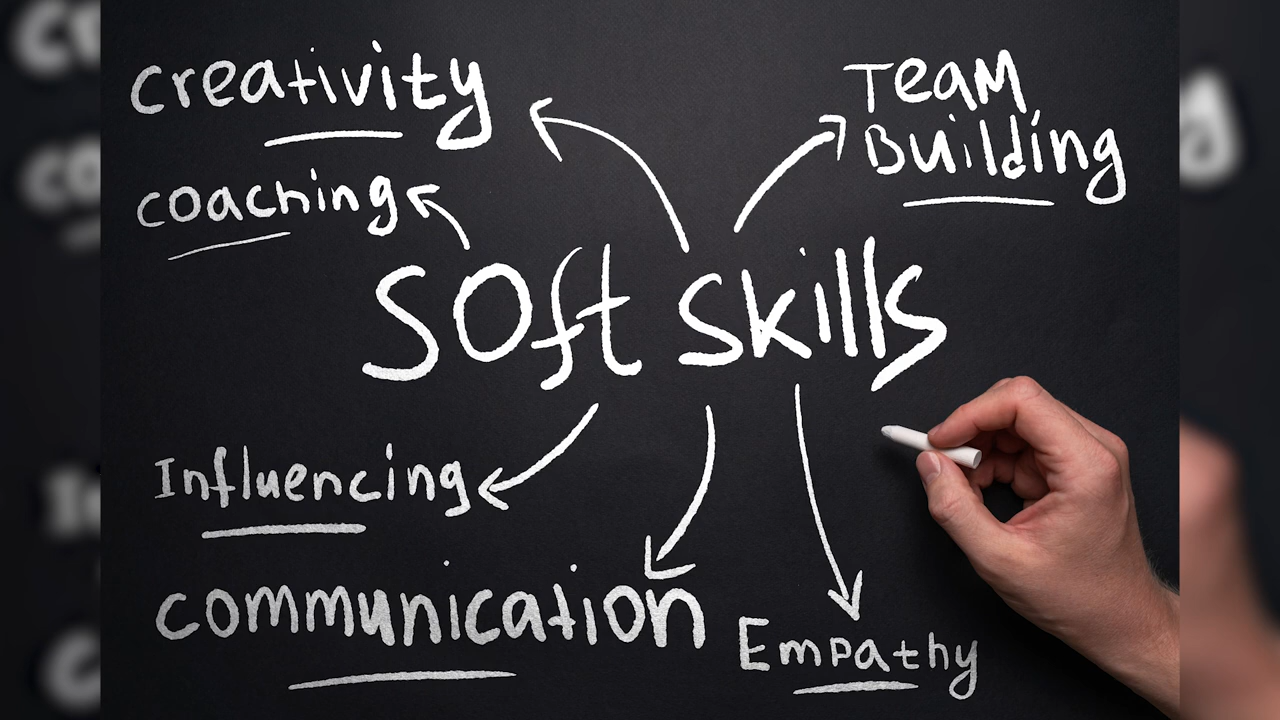 creativity
Team
Building
coaching
Soft skills
Influencing
communication
Empathy